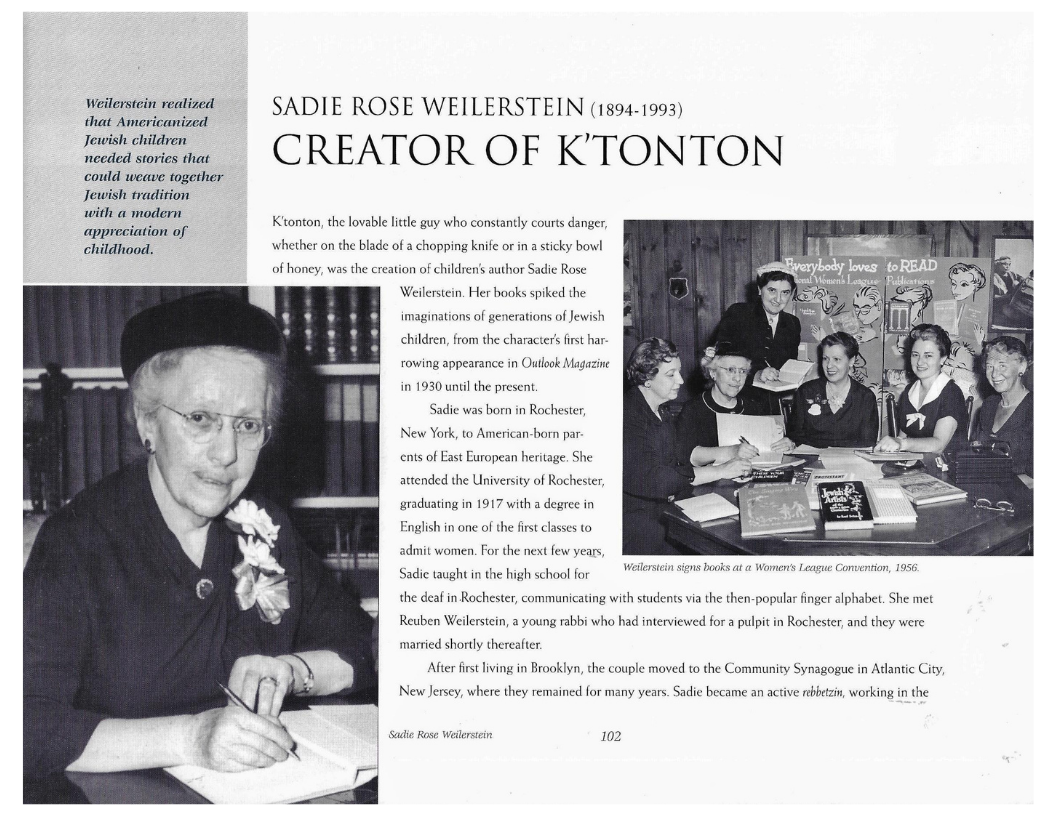 Weilerstein realized
that Americanized
Jewish children
needed stories that
could weave together
Jewish tradition
with a modern
appreciation of
childhood.
SADIE ROSE WEILERSTEIN (1894-1993)
CREATOR OF K'TONTON
K'tonton, the lovable little guy who constantly courts danger,
whether on the blade of a chopping knife or in a sticky bowl
of honey, was the creation of children's author Sadie Rose
Weilerstein. Her books spiked the
imaginations of generations of Jewish
children, from the character's first har-
rowing appearance in Outlook Magazine
in 1930 until the present.
Sadie was born in Rochester,
New York, to American-born par-
ents of East European heritage. She
attended the University of Rochester,
graduating in 1917 with a degree in
English in one of the first classes to
admit women. For the next few years,
Sadie taught in the high school for
the deaf in Rochester, communicating with students via the then-popular finger alphabet. She met
Reuben Weilerstein, a young rabbi who had interviewed for a pulpit in Rochester, and they were
married shortly thereafter.
After first living in Brooklyn, the couple moved to the Community Synagogue in Atlantic City,
New Jersey, where they remained for many years. Sadie became an active rebbetzin, working in the
Everybody loves to READ
Women's League Publications
Jewish
Artists
Weilerstein signs books at a Women's League Convention, 1956.
Sadie Rose Weilerstein
102